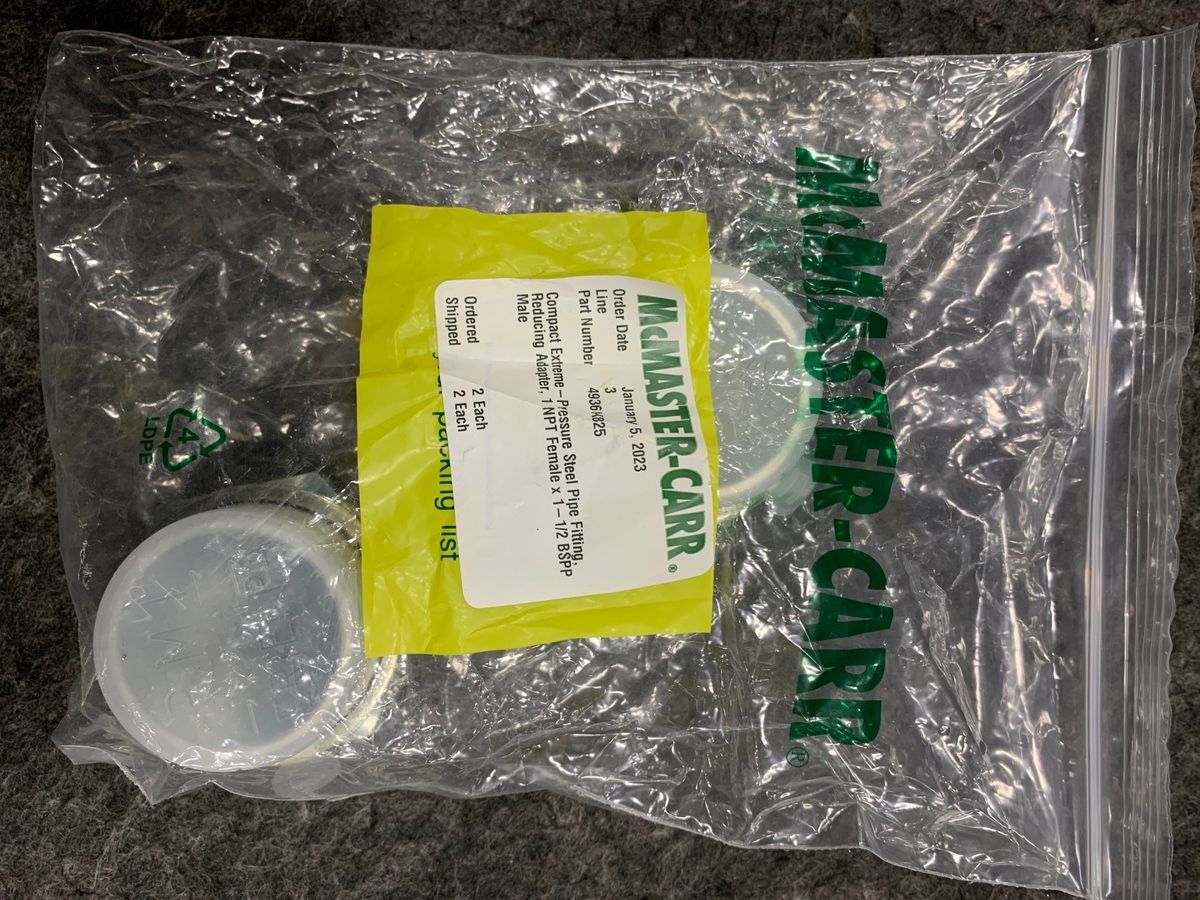 McMASTER-CARR®
McMASTER-CARR®
Order Date January 5, 2023
Line 3
Part Number 4936K825
Compact Extreme-Pressure Steel Pipe Fitting,
Reducing Adapter, 1 NPT Female x 1-1/2 BSPP
Male
Ordered 2 Each
Shipped 2 Each
packing list
4
LDPE